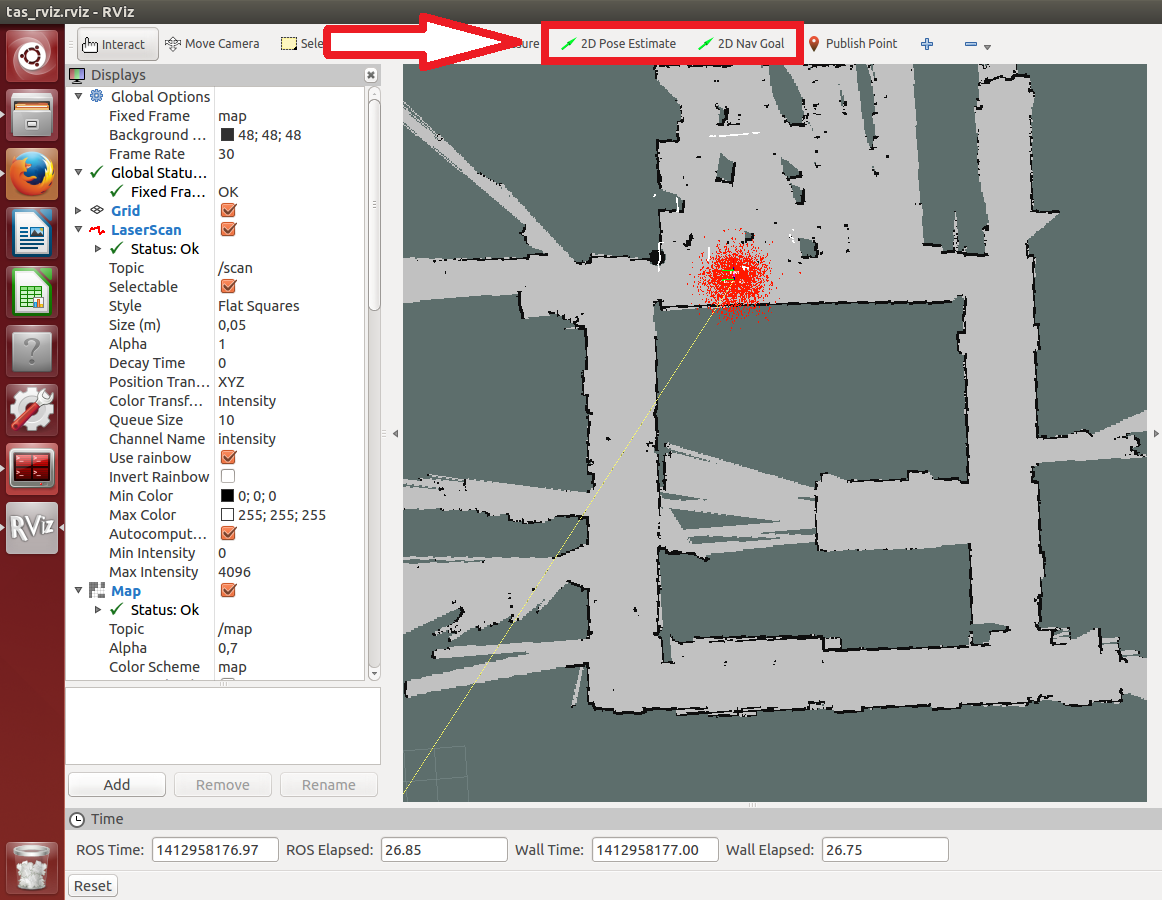 tas_rviz.rviz - RViz
Interact Move Camera 2D Pose Estimate 2D Nav Goal Publish Point
Displays
Global Options
Fixed Frame map
Background ... 48; 48; 48
Frame Rate 30
Global Statu...
Fixed Fra... OK
Grid
LaserScan
Status: Ok
Topic /scan
Selectable
Style Flat Squares
Size (m) 0,05
Alpha 1
Decay Time 0
Position Tran... XYZ
Color Transf... Intensity
Queue Size 10
Channel Name intensity
Use rainbow
Invert Rainbow
Min Color 0; 0; 0
Max Color 255; 255; 255
Autocomput...
Min Intensity 0
Max Intensity 4096
Map
Status: Ok
Topic /map
Alpha 0,7
Color Scheme map
RViz
Add Remove Rename
Time
ROS Time: 1412958176.97 ROS Elapsed: 26.85 Wall Time: 1412958177.00 Wall Elapsed: 26.75
Reset